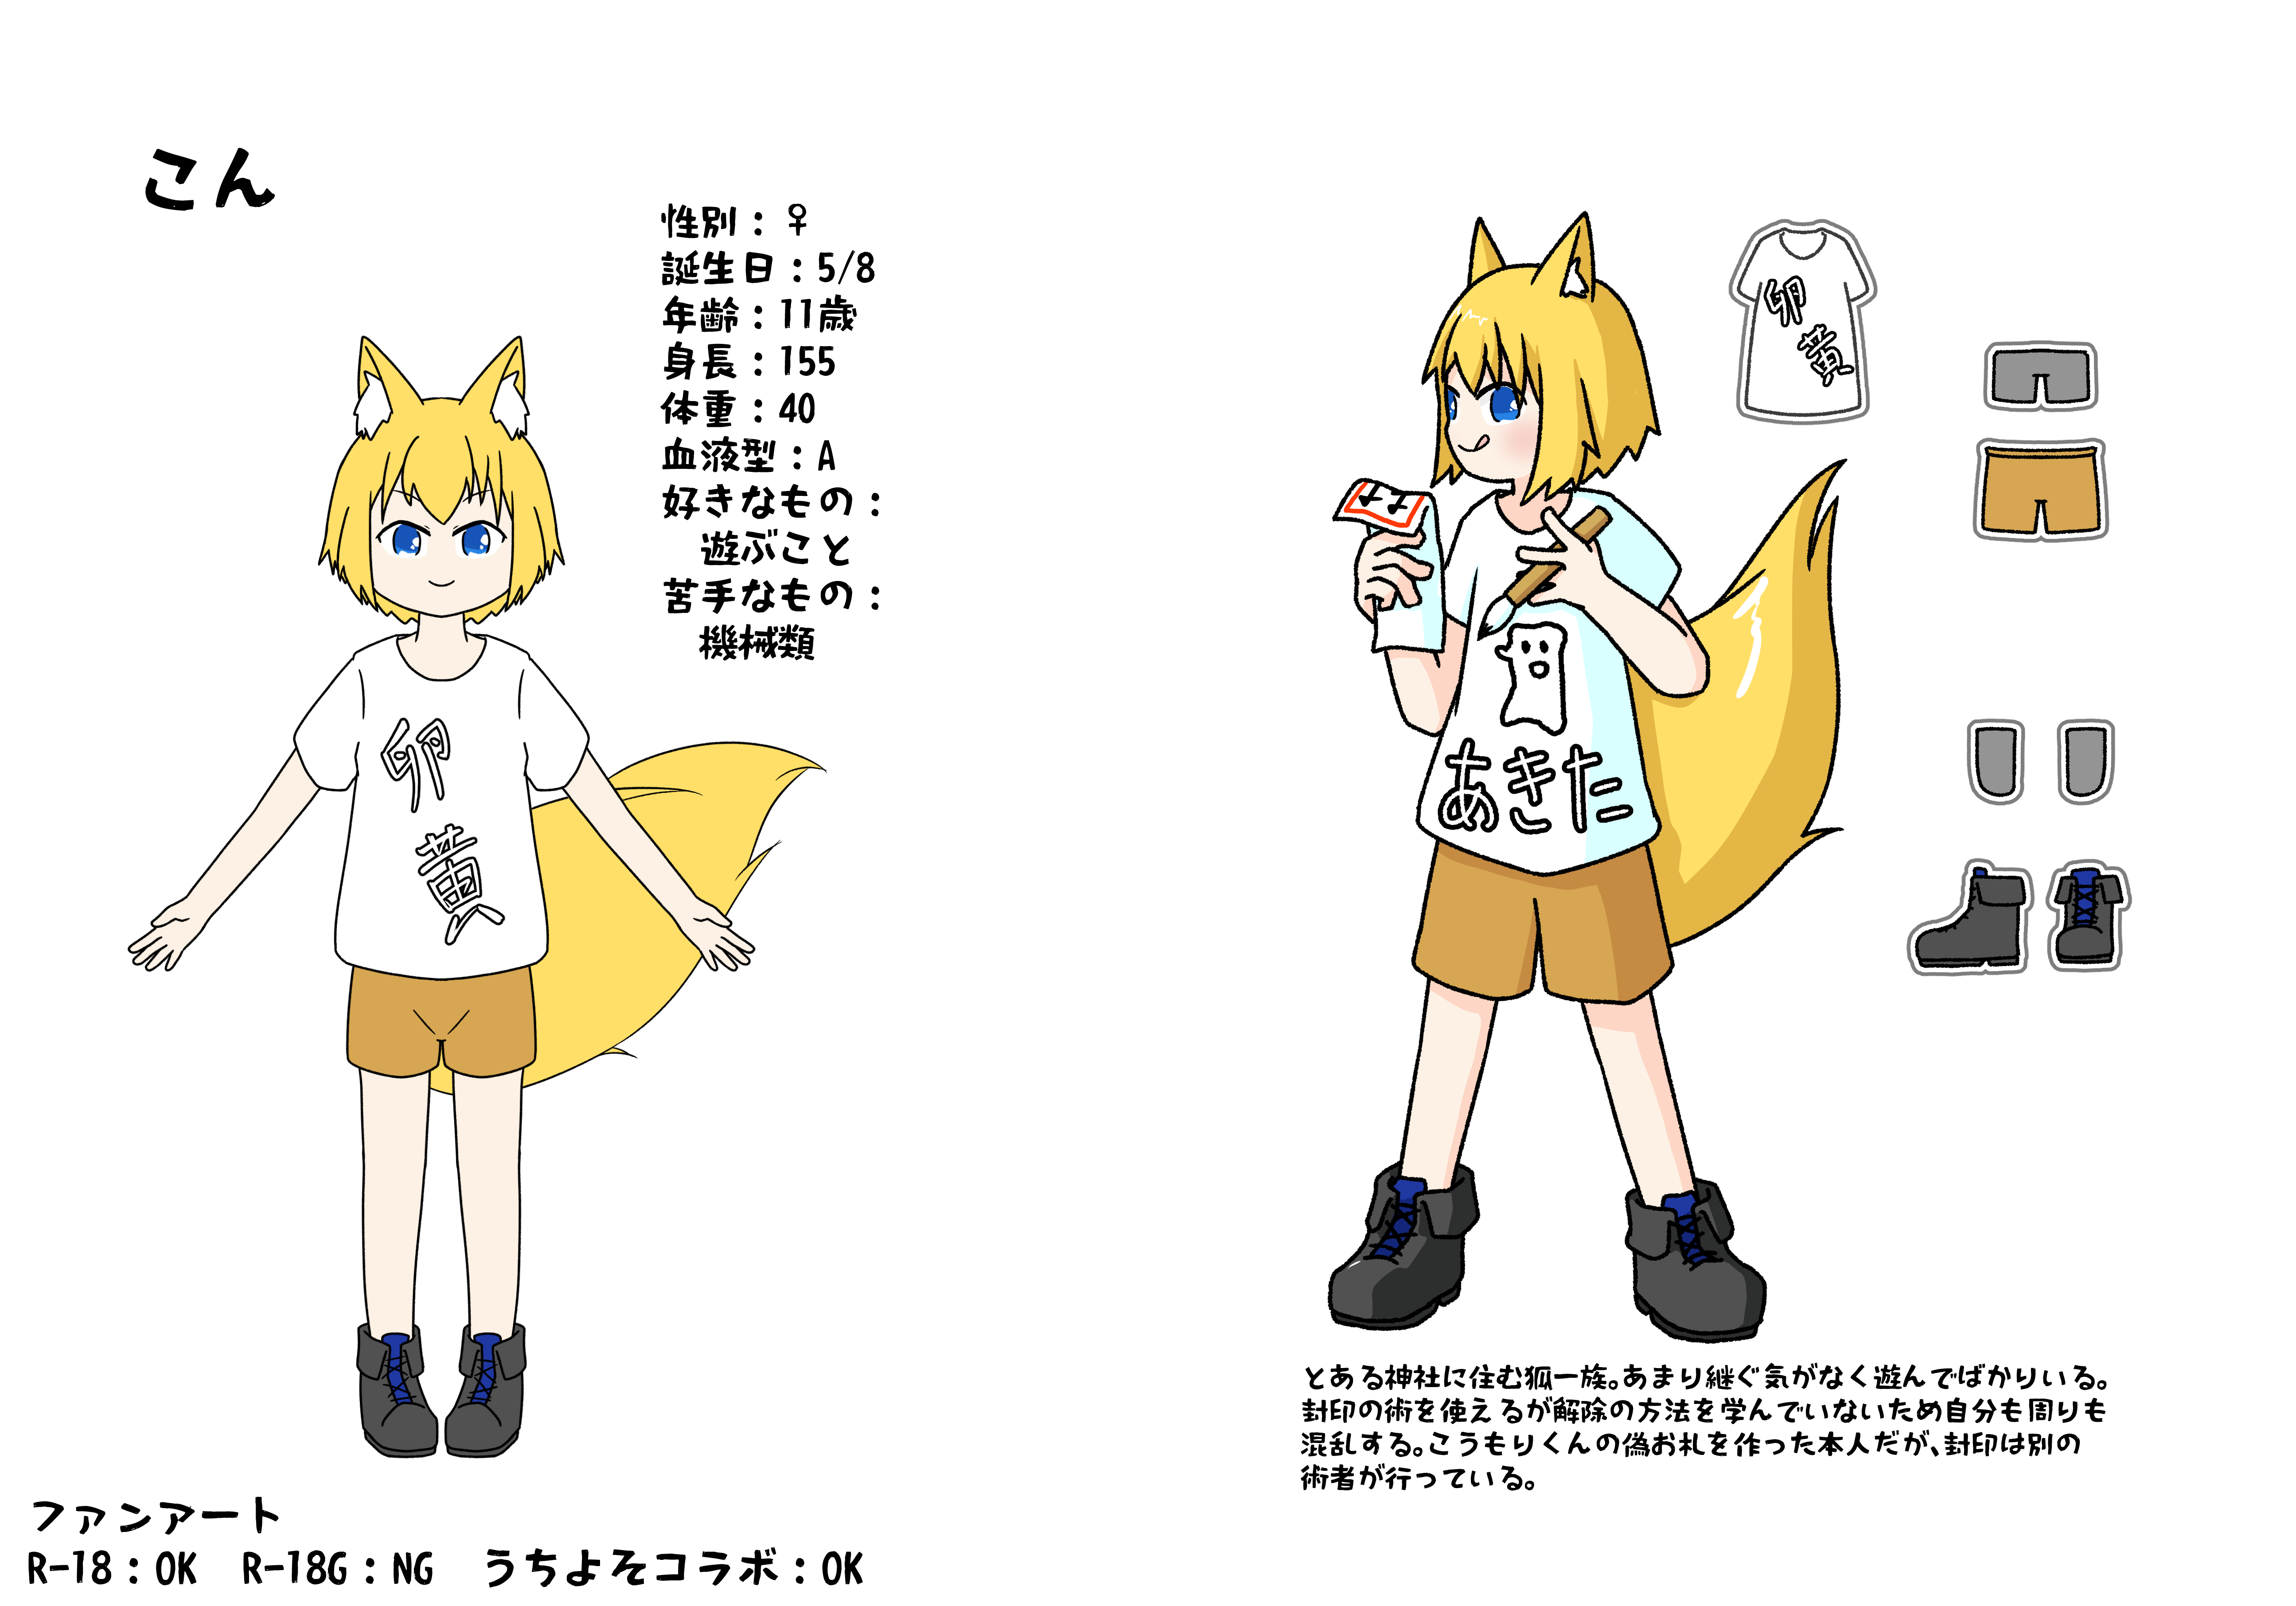 こん
性別：♀
誕生日：5/8
年齢：11歳
身長：155
体重：40
血液型：A
好きなもの：
遊ぶこと
苦手なもの：
機械類
卵
黄
あきた
卵
黄
とある神社に住む狐一族。あまり継ぐ気がなく遊んでばかりいる。
封印の術を使えるが解除の方法を学んでいないため自分も周りも
混乱する。こうもりくんの偽お札を作った本人だが、封印は別の
術者が行っている。
ファンアート
R-18：OK　R-18G：NG　うちよそコラボ：OK